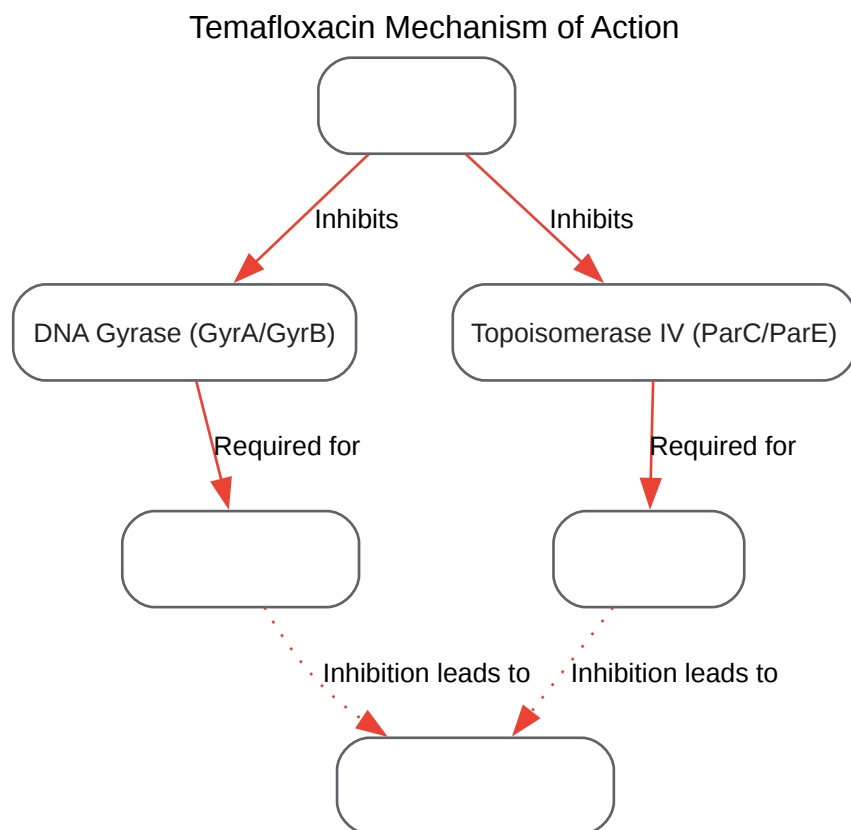 Temafloxacin Mechanism of Action
Inhibits
Inhibits
DNA Gyrase (GyrA/GyrB)
Topoisomerase IV (ParC/ParE)
Required for
Required for
Inhibition leads to
Inhibition leads to